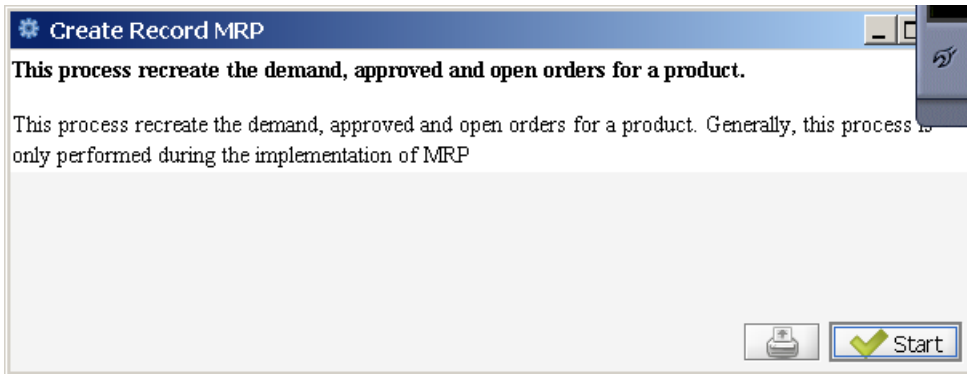 Create Record MRP
This process recreate the demand, approved and open orders for a product.
This process recreate the demand, approved and open orders for a product. Generally, this process is
only performed during the implementation of MRP
Start